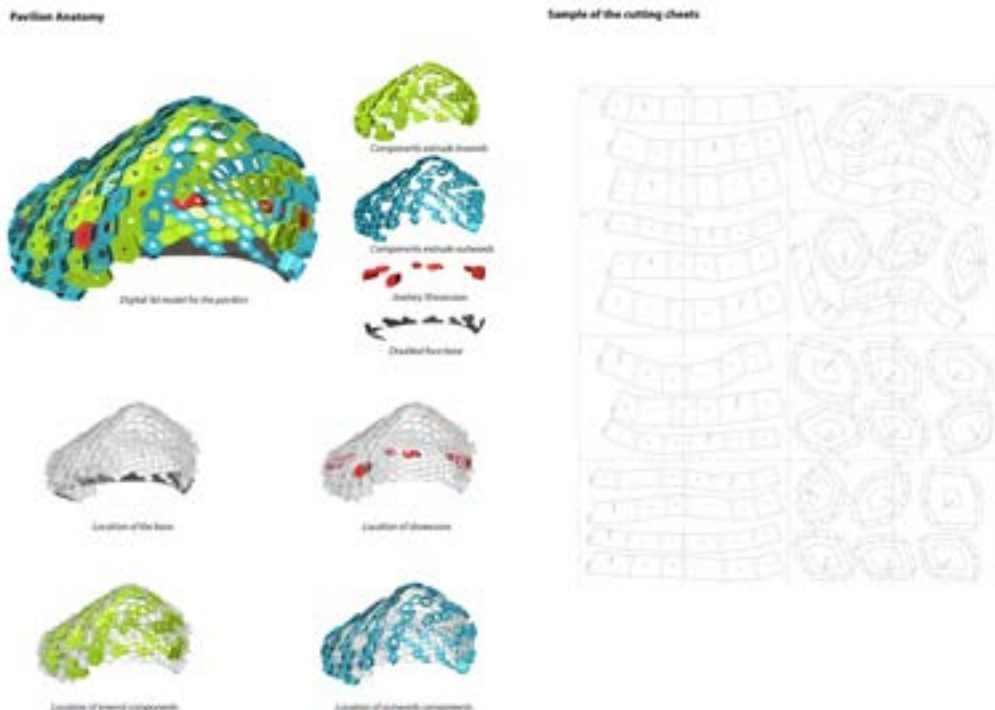 Pavilion Anatomy
Sample of the cutting sheets
Components extrude inwards
Components extrude outwards
Digital 3d model for the pavilion
Location of the base
Location of showcases
Location of inward components
Location of outwards components